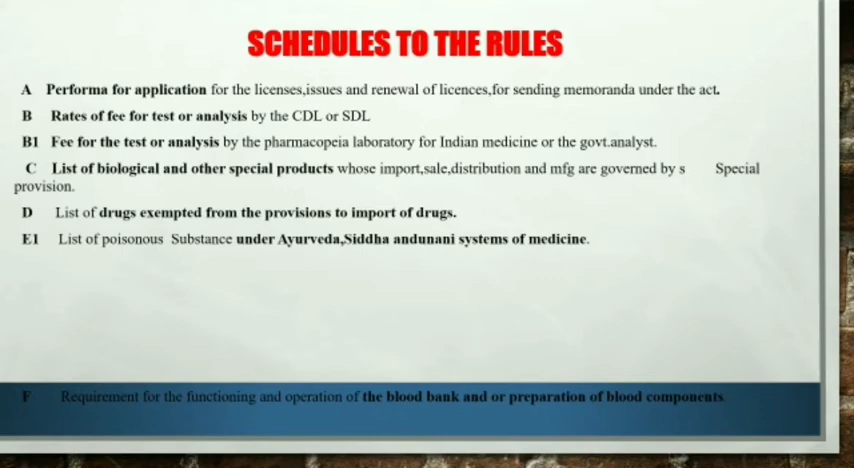 SCHEDULES TO THE RULES
A Performa for application for the licenses,issues and renewal of licences,for sending memoranda under the act.
B Rates of fee for test or analysis by the CDL or SDL
B1 Fee for the test or analysis by the pharmacopeia laboratory for Indian medicine or the govt.analyst.
C List of biological and other special products whose import,sale,distribution and mfg are governed by s Special
provision.
D List of drugs exempted from the provisions to import of drugs.
E1 List of poisonous Substance under Ayurveda,Siddha andunani systems of medicine.
F Requirement for the functioning and operation of the blood bank and or preparation of blood components